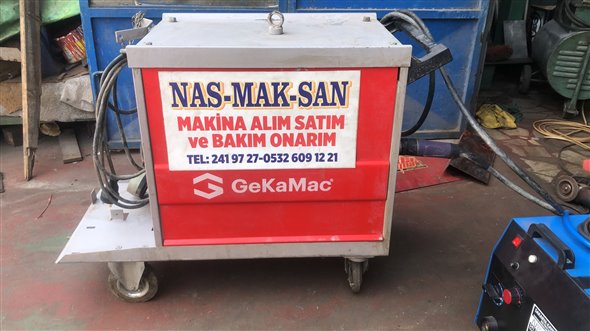 NAS-MAK-SAN
MAKİNA ALIM SATIM
ve BAKIM ONARIM
TEL: 241 97 27-0532 609 12 21
GeKaMac®